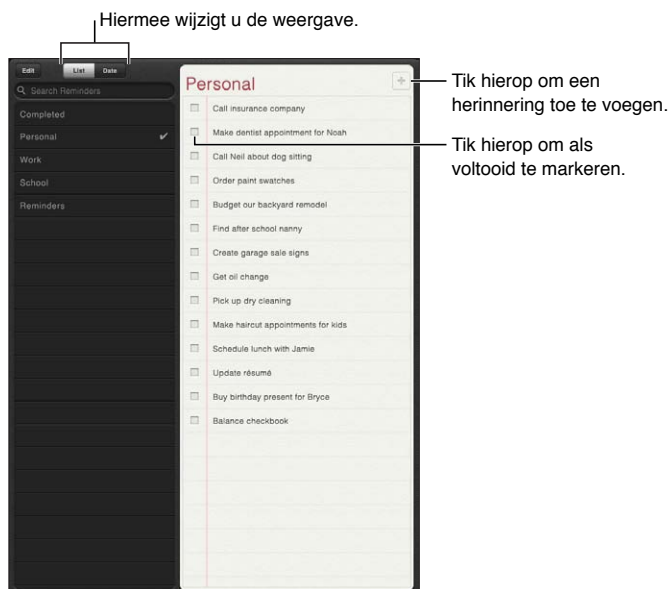 Hiermee wijzigt u de weergave.
Edit
List
Date
Search Reminders
Completed
Personal
Work
School
Reminders
Personal
Call insurance company
Make dentist appointment for Noah
Call Neil about dog sitting
Order paint swatches
Budget our backyard remodel
Find after school nanny
Create garage sale signs
Get oil change
Pick up dry cleaning
Make haircut appointments for kids
Schedule lunch with Jamie
Update résumé
Buy birthday present for Bryce
Balance checkbook
Tik hierop om een
herinnering toe te voegen.
Tik hierop om als
voltooid te markeren.